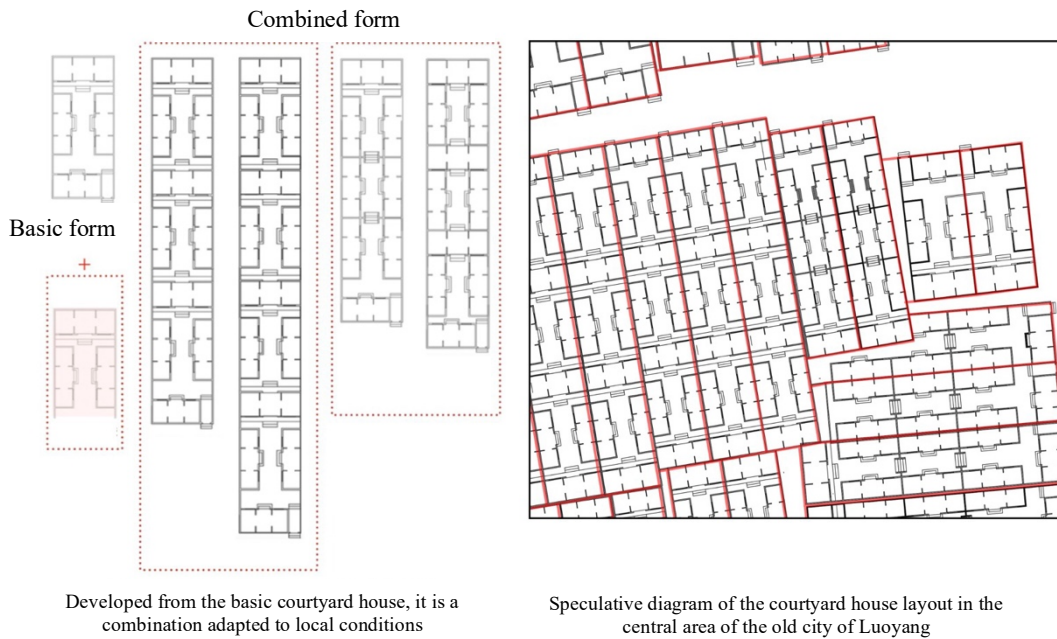 Combined form
Basic form
+
Developed from the basic courtyard house, it is a
combination adapted to local conditions
Speculative diagram of the courtyard house layout in the
central area of the old city of Luoyang